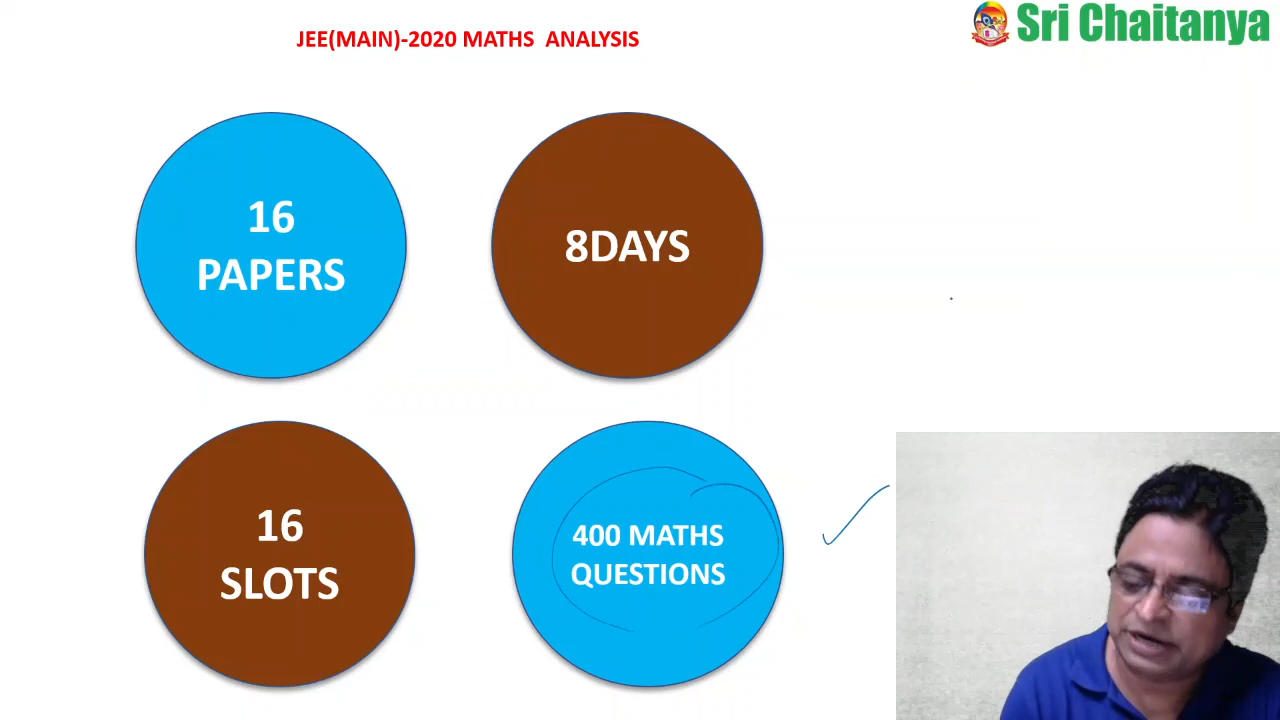 JEE(MAIN)-2020 MATHS ANALYSIS
Sri Chaitanya
16
PAPERS
8DAYS
16
SLOTS
400 MATHS
QUESTIONS